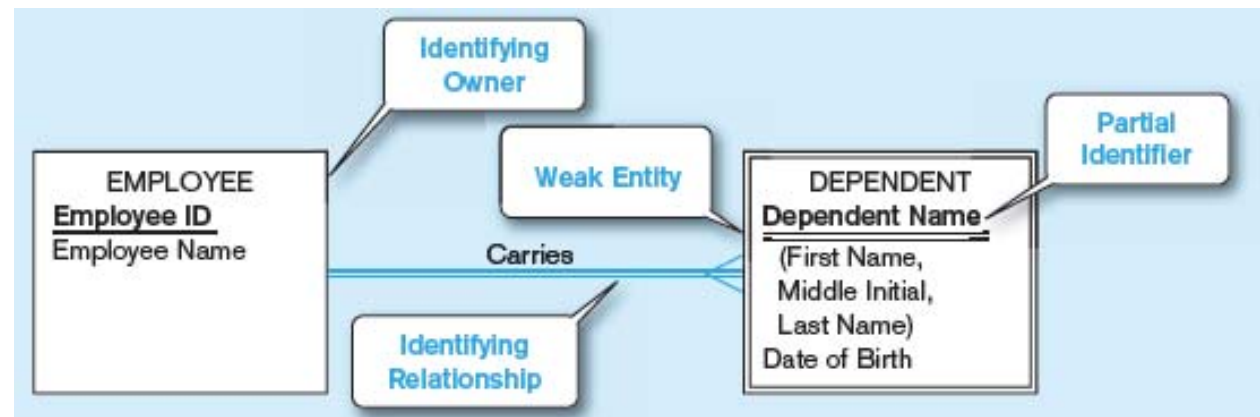 Identifying
Owner
EMPLOYEE
Employee ID
Employee Name
Carries
Identifying
Relationship
Weak Entity
DEPENDENT
Dependent Name
(First Name,
Middle Initial,
Last Name)
Date of Birth
Partial
Identifier